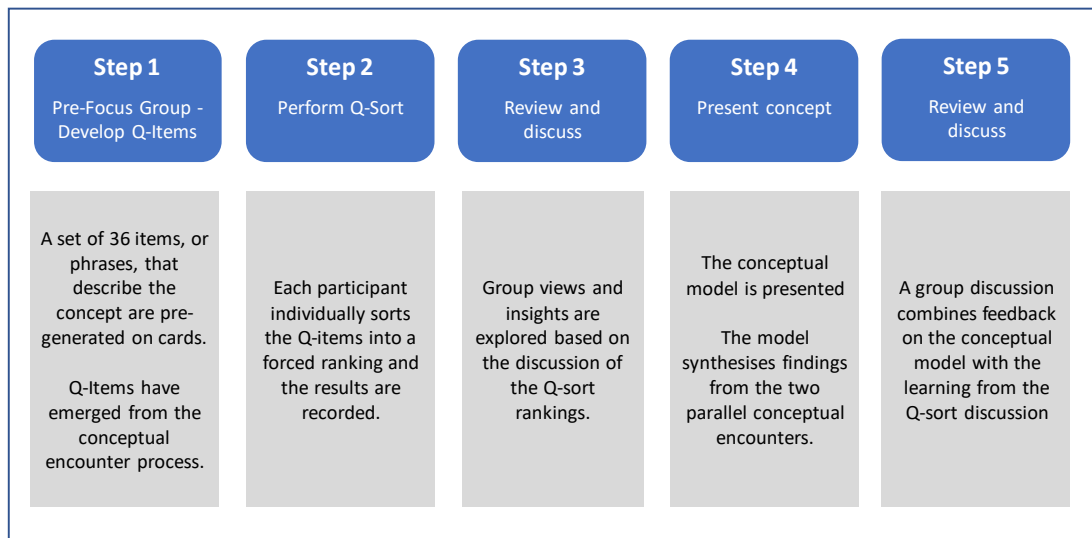 Step 1
Pre-Focus Group -
Develop Q-Items
Step 2
Perform Q-Sort
Step 3
Review and
discuss
Step 4
Present concept
Step 5
Review and
discuss
A set of 36 items, or
phrases, that
describe the
concept are pre-
generated on cards.
Q-Items have
emerged from the
conceptual
encounter process.
Each participant
individually sorts
the Q-items into a
forced ranking and
the results are
recorded.
Group views and
insights are
explored based on
the discussion of
the Q-sort
rankings.
The conceptual
model is presented
The model
synthesises findings
from the two
parallel conceptual
encounters.
A group discussion
combines feedback
on the conceptual
model with the
learning from the
Q-sort discussion